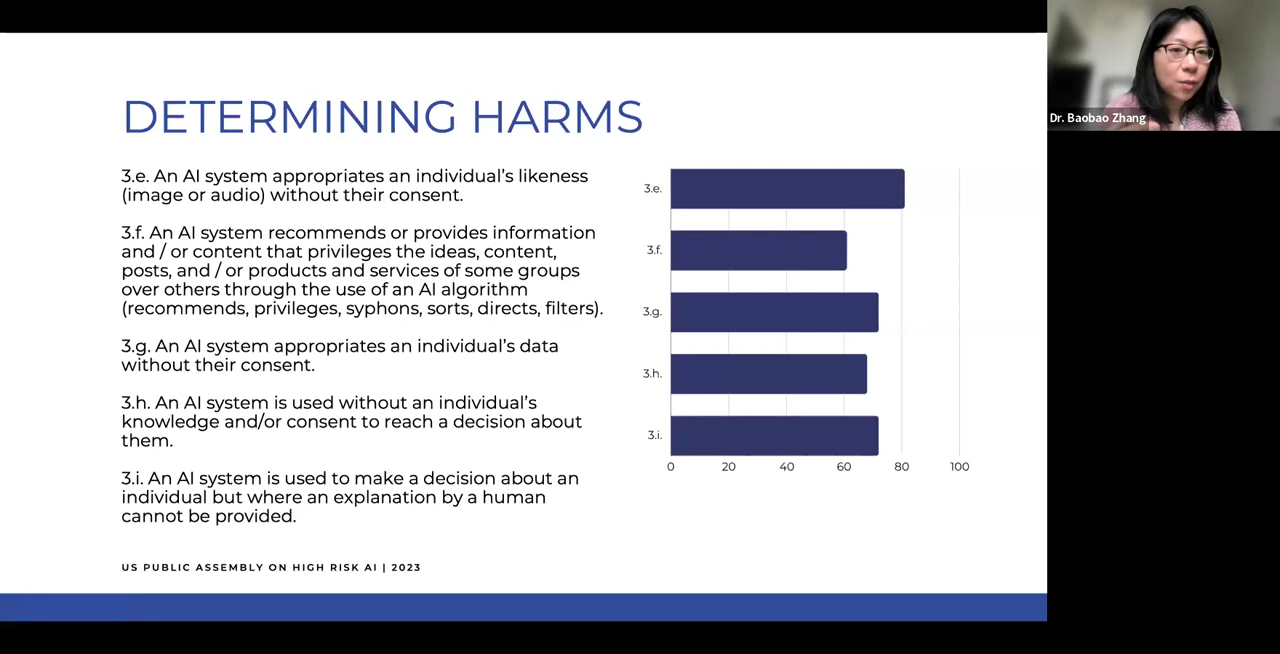 DETERMINING HARMS
3.e. An AI system appropriates an individual’s likeness
(image or audio) without their consent.
3.f. An AI system recommends or provides information
and / or content that privileges the ideas, content,
posts, and / or products and services of some groups
over others through the use of an AI algorithm
(recommends, privileges, syphons, sorts, directs, filters).
3.g. An AI system appropriates an individual’s data
without their consent.
3.h. An AI system is used without an individual’s
knowledge and/or consent to reach a decision about
them.
3.i. An AI system is used to make a decision about an
individual but where an explanation by a human
cannot be provided.
US PUBLIC ASSEMBLY ON HIGH RISK AI | 2023
3.e.
3.f.
3.g.
3.h.
3.i.
0 20 40 60 80 100
Dr. Baobao Zhang